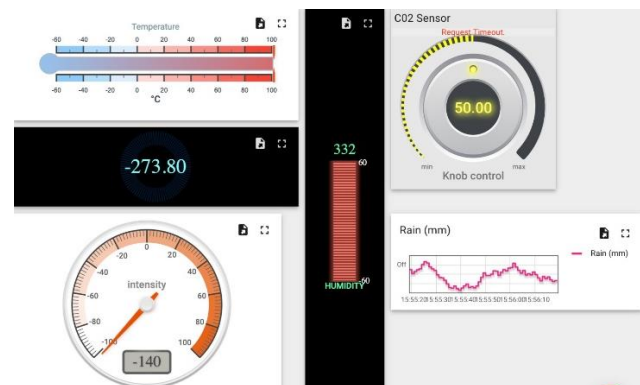 Temperature
-60 -40 -20 0 20 40 60 80 100
-60 -40 -20 0 20 40 60 80 100
°C
-273.80
-100 -80 -60 -40 -20 0 20 40 60 80 100
intensity
-140
332
60
-60
HUMIDITY
C02 Sensor
Request Timeout.
50.00
min max
Knob control
Rain (mm)
Rain (mm)
Off
15:55:20 15:55:30 15:55:40 15:55:50 15:56:00 15:56:10